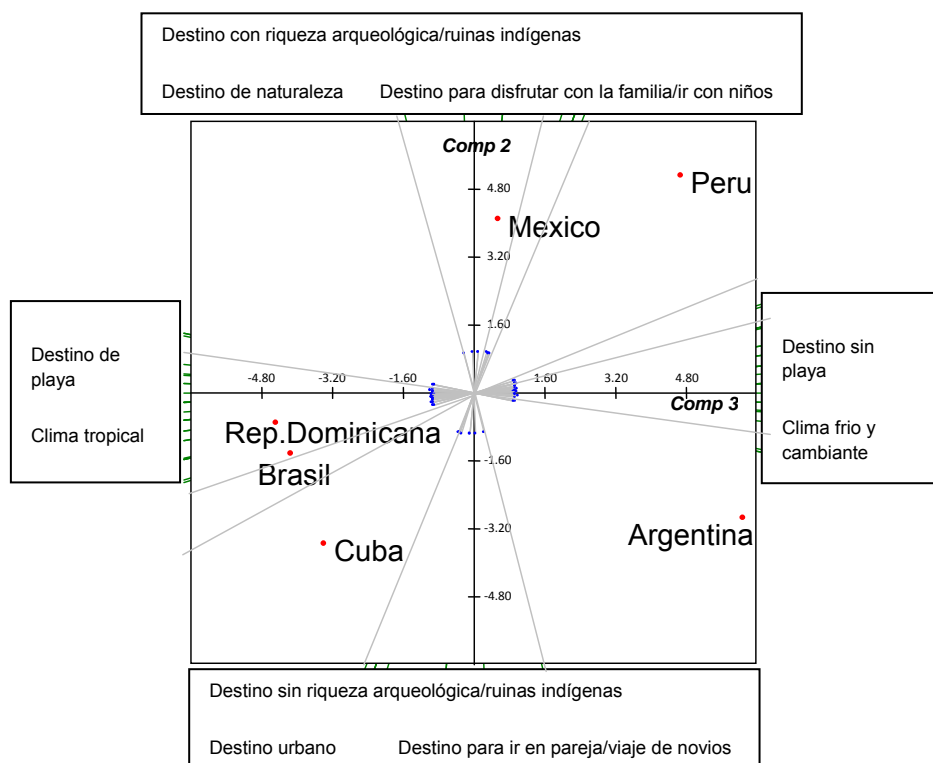 Destino con riqueza arqueológica/ruinas indígenas
Destino de naturaleza Destino para disfrutar con la familia/ir con niños
Comp 2
4.80
Peru
Mexico
3.20
1.60
Destino de
playa
Clima tropical
-4.80 -3.20 -1.60 1.60 3.20 4.80
Comp 3
Destino sin
playa
Clima frio y
cambiante
Rep.Dominicana
Brasil
-1.60
-3.20
Argentina
Cuba
-4.80
Destino sin riqueza arqueológica/ruinas indígenas
Destino urbano Destino para ir en pareja/viaje de novios